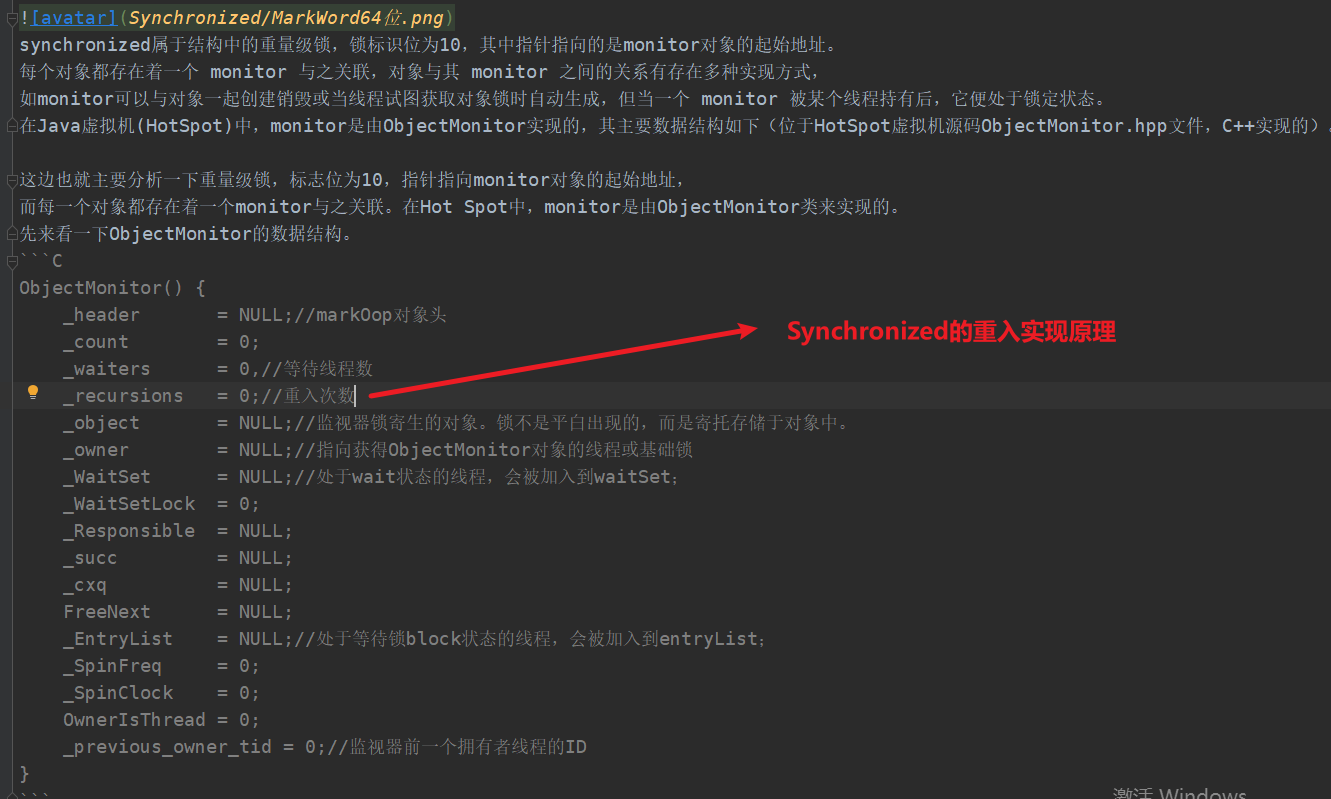 ![avatar](Synchronized/MarkWord64位.png)
synchronized属于结构中的重量级锁，锁标识位为10，其中指针指向的是monitor对象的起始地址。
每个对象都存在着一个 monitor 与之关联，对象与其 monitor 之间的关系有存在多种实现方式，
如monitor可以与对象一起创建销毁或当线程试图获取对象锁时自动生成，但当一个 monitor 被某个线程持有后，它便处于锁定状态。
在Java虚拟机(HotSpot)中，monitor是由ObjectMonitor实现的，其主要数据结构如下（位于HotSpot虚拟机源码ObjectMonitor.hpp文件，C++实现的）。
这边也就主要分析一下重量级锁，标志位为10，指针指向monitor对象的起始地址，
而每一个对象都存在着一个monitor与之关联。在Hot Spot中，monitor是由ObjectMonitor类来实现的。
先来看一下ObjectMonitor的数据结构。
```C
ObjectMonitor() {
    _header       = NULL;//markOop对象头
    _count        = 0;
    _waiters      = 0,//等待线程数
    _recursions   = 0;//重入次数
Synchronized的重入实现原理
    _object       = NULL;//监视器锁寄生的对象。锁不是平白出现的，而是寄托存储于对象中。
    _owner        = NULL;//指向获得ObjectMonitor对象的线程或基础锁
    _WaitSet      = NULL;//处于wait状态的线程，会被加入到waitSet；
    _WaitSetLock  = 0;
    _Responsible  = NULL;
    _succ         = NULL;
    _cxq          = NULL;
    FreeNext      = NULL;
    _EntryList    = NULL;//处于等待锁block状态的线程，会被加入到entryList；
    _SpinFreq     = 0;
    _SpinClock    = 0;
    OwnerIsThread = 0;
    _previous_owner_tid = 0;//监视器前一个拥有者线程的ID
}
```
激活 Windows